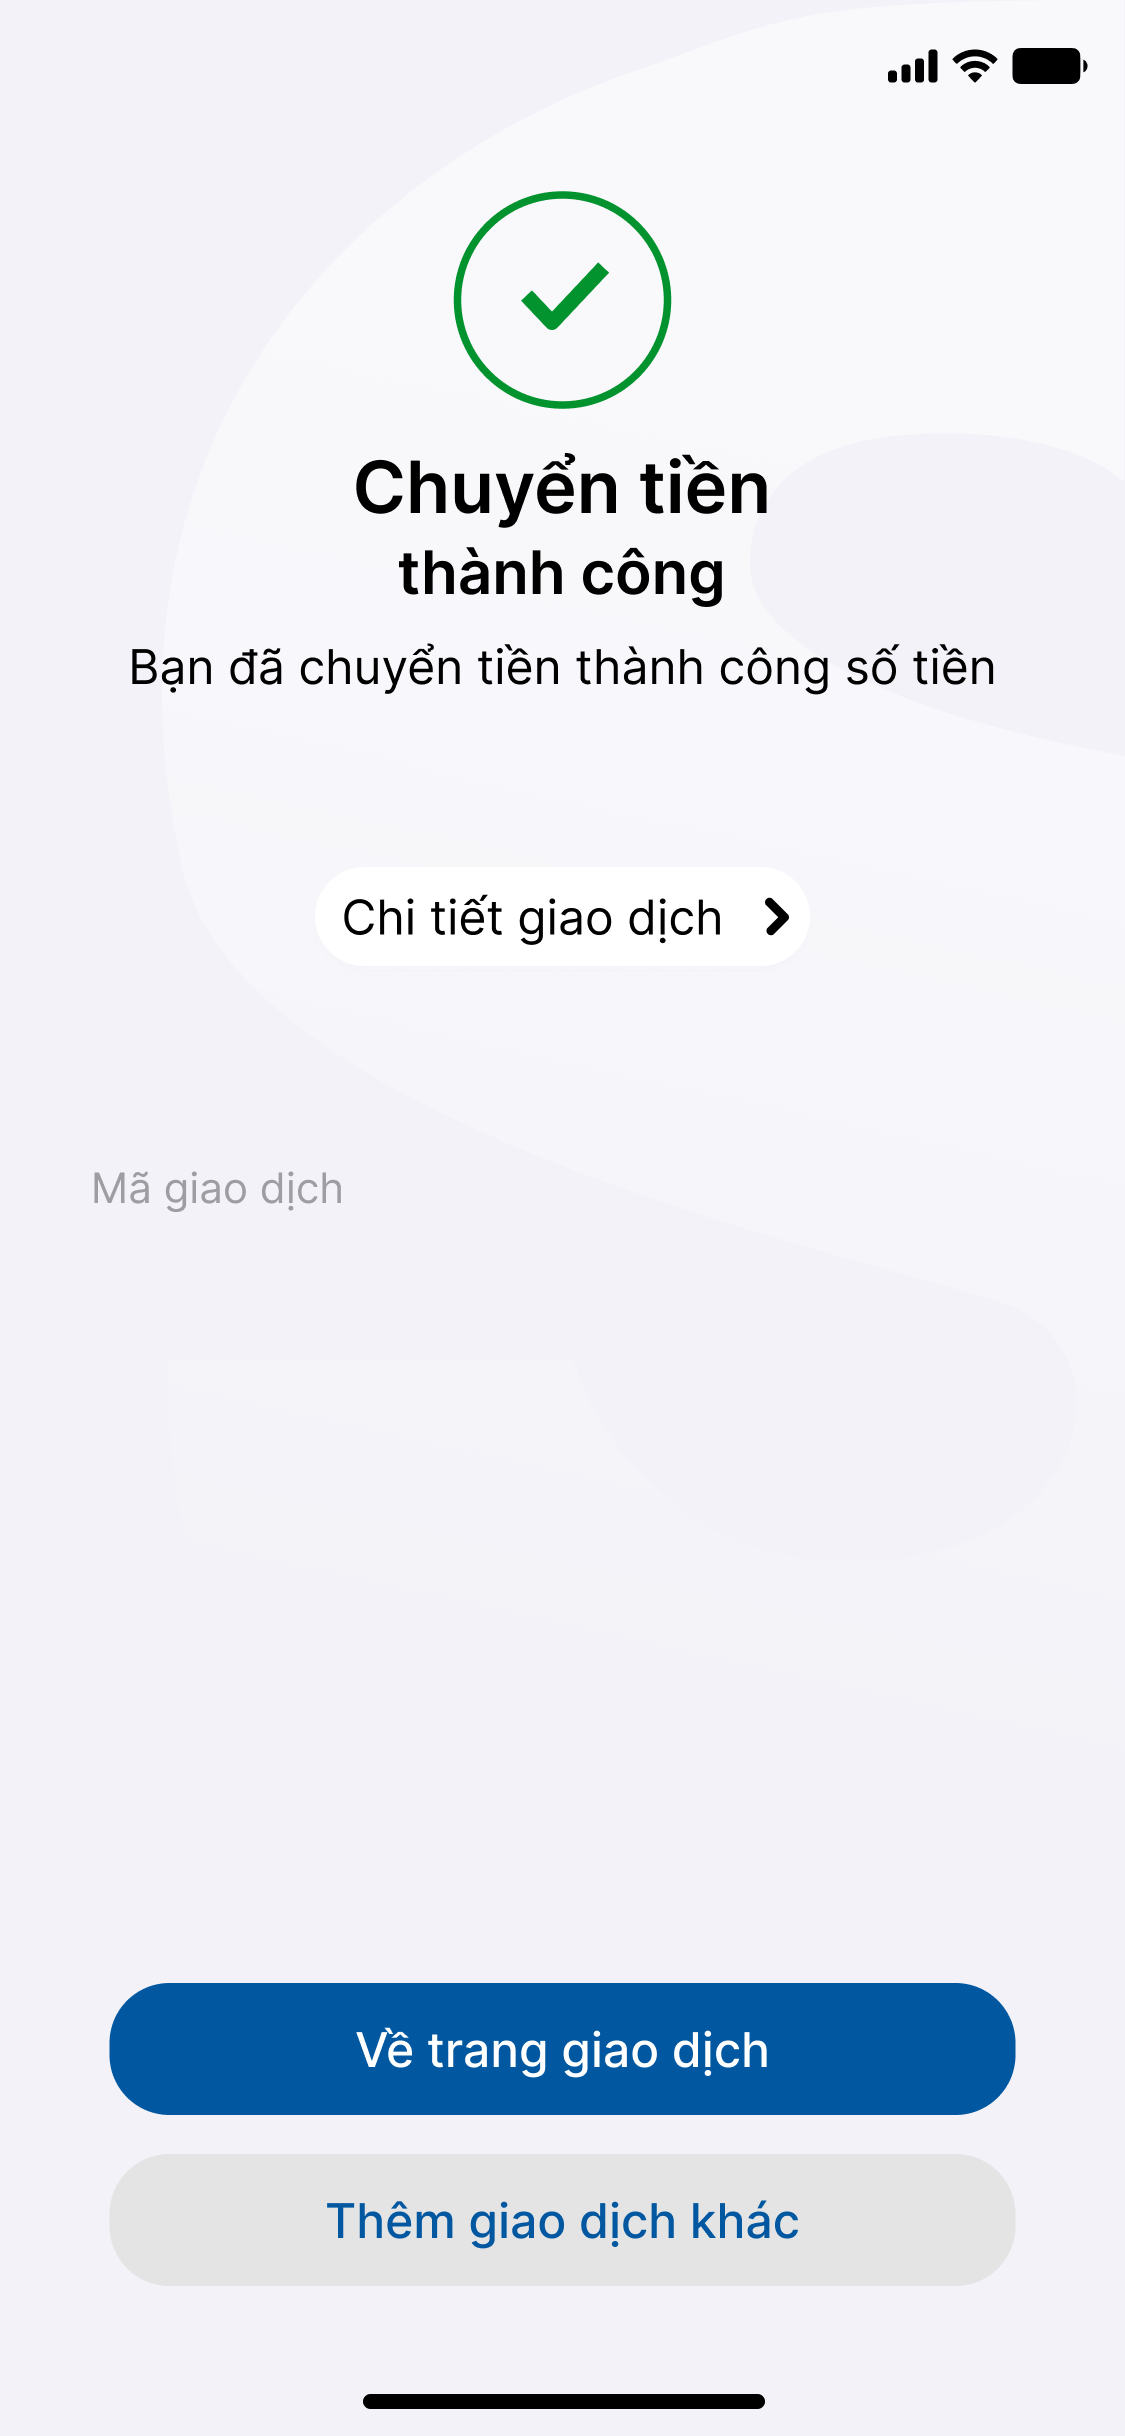 Chuyển tiền
thành công
Bạn đã chuyển tiền thành công số tiền
Chi tiết giao dịch
Mã giao dịch
Về trang giao dịch
Thêm giao dịch khác